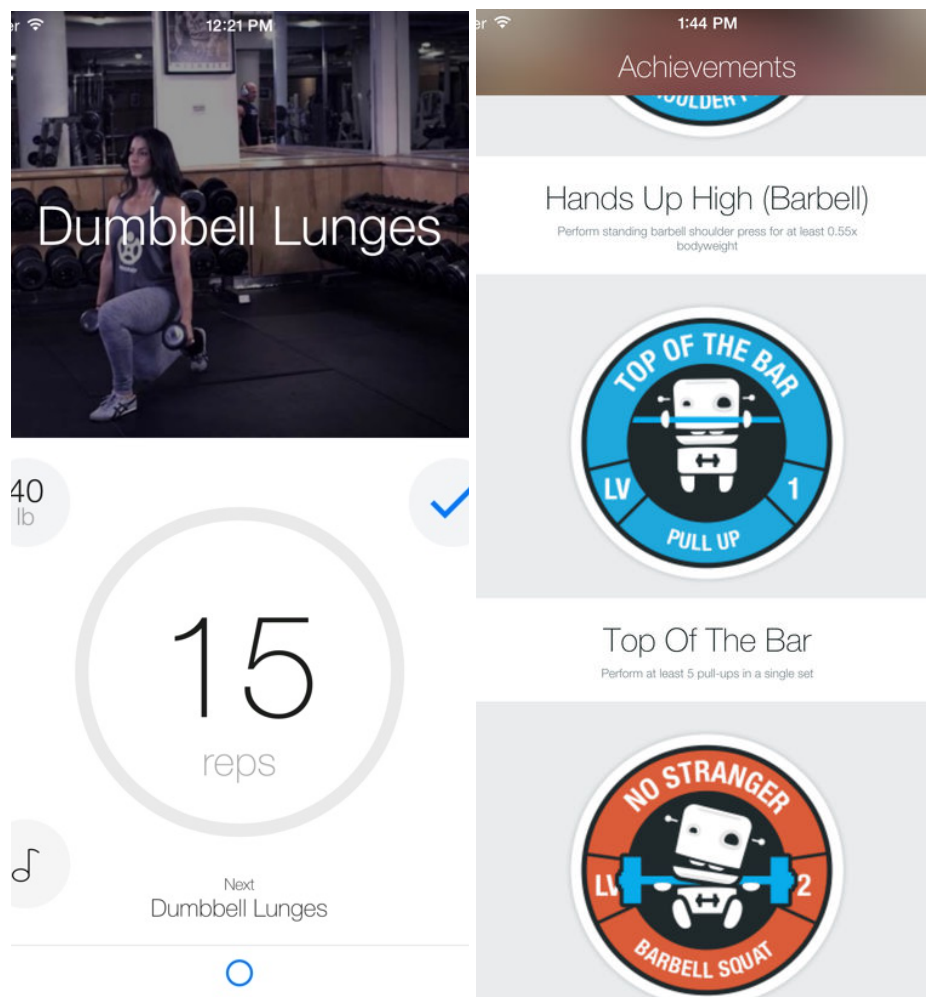 12:21 PM
Dumbbell Lunges
40
lb
15
reps
Next
Dumbbell Lunges
1:44 PM
Achievements
Hands Up High (Barbell)
Perform standing barbell shoulder press for at least 0.55x
bodyweight
TOP OF THE BAR
LV 1
PULL UP
Top Of The Bar
Perform at least 5 pull-ups in a single set
NO STRANGER
LV 2
BARBELL SQUAT